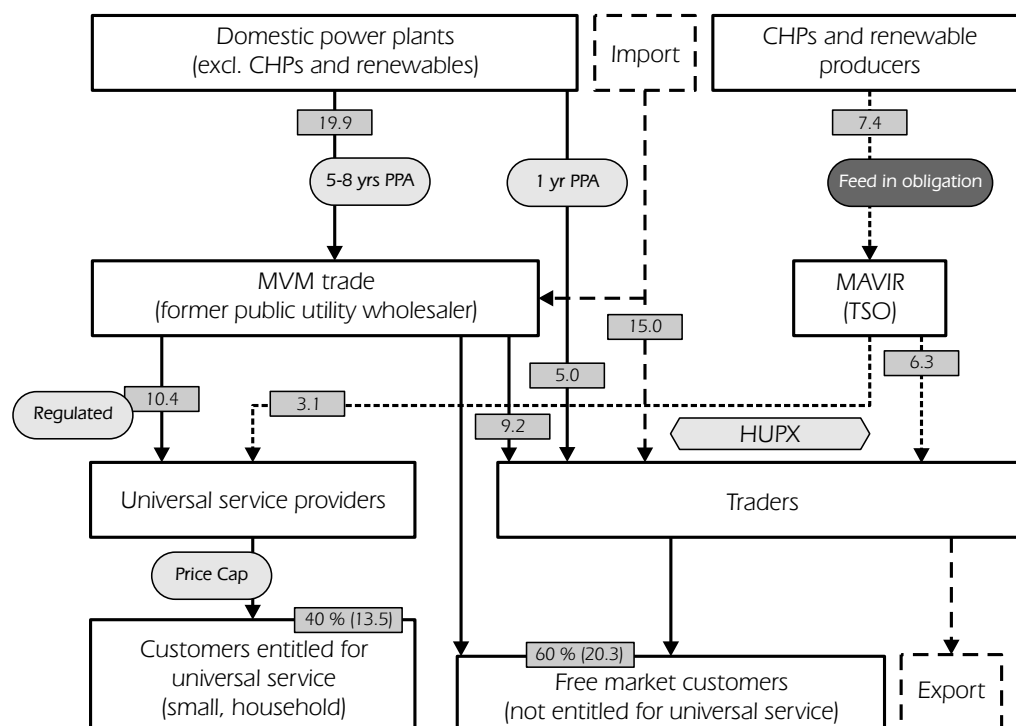 Domestic power plants
(excl. CHPs and renewables)
Import
CHPs and renewable
producers
19.9
7.4
5-8 yrs PPA
1 yr PPA
Feed in obligation
MVM trade
(former public utility wholesaler)
MAVIR
(TSO)
15.0
6.3
5.0
Regulated
10.4
3.1
9.2
HUPX
Universal service providers
Traders
Price Cap
40 % (13.5)
Customers entitled for
universal service
(small, household)
60 % (20.3)
Free market customers
(not entitled for universal service)
Export